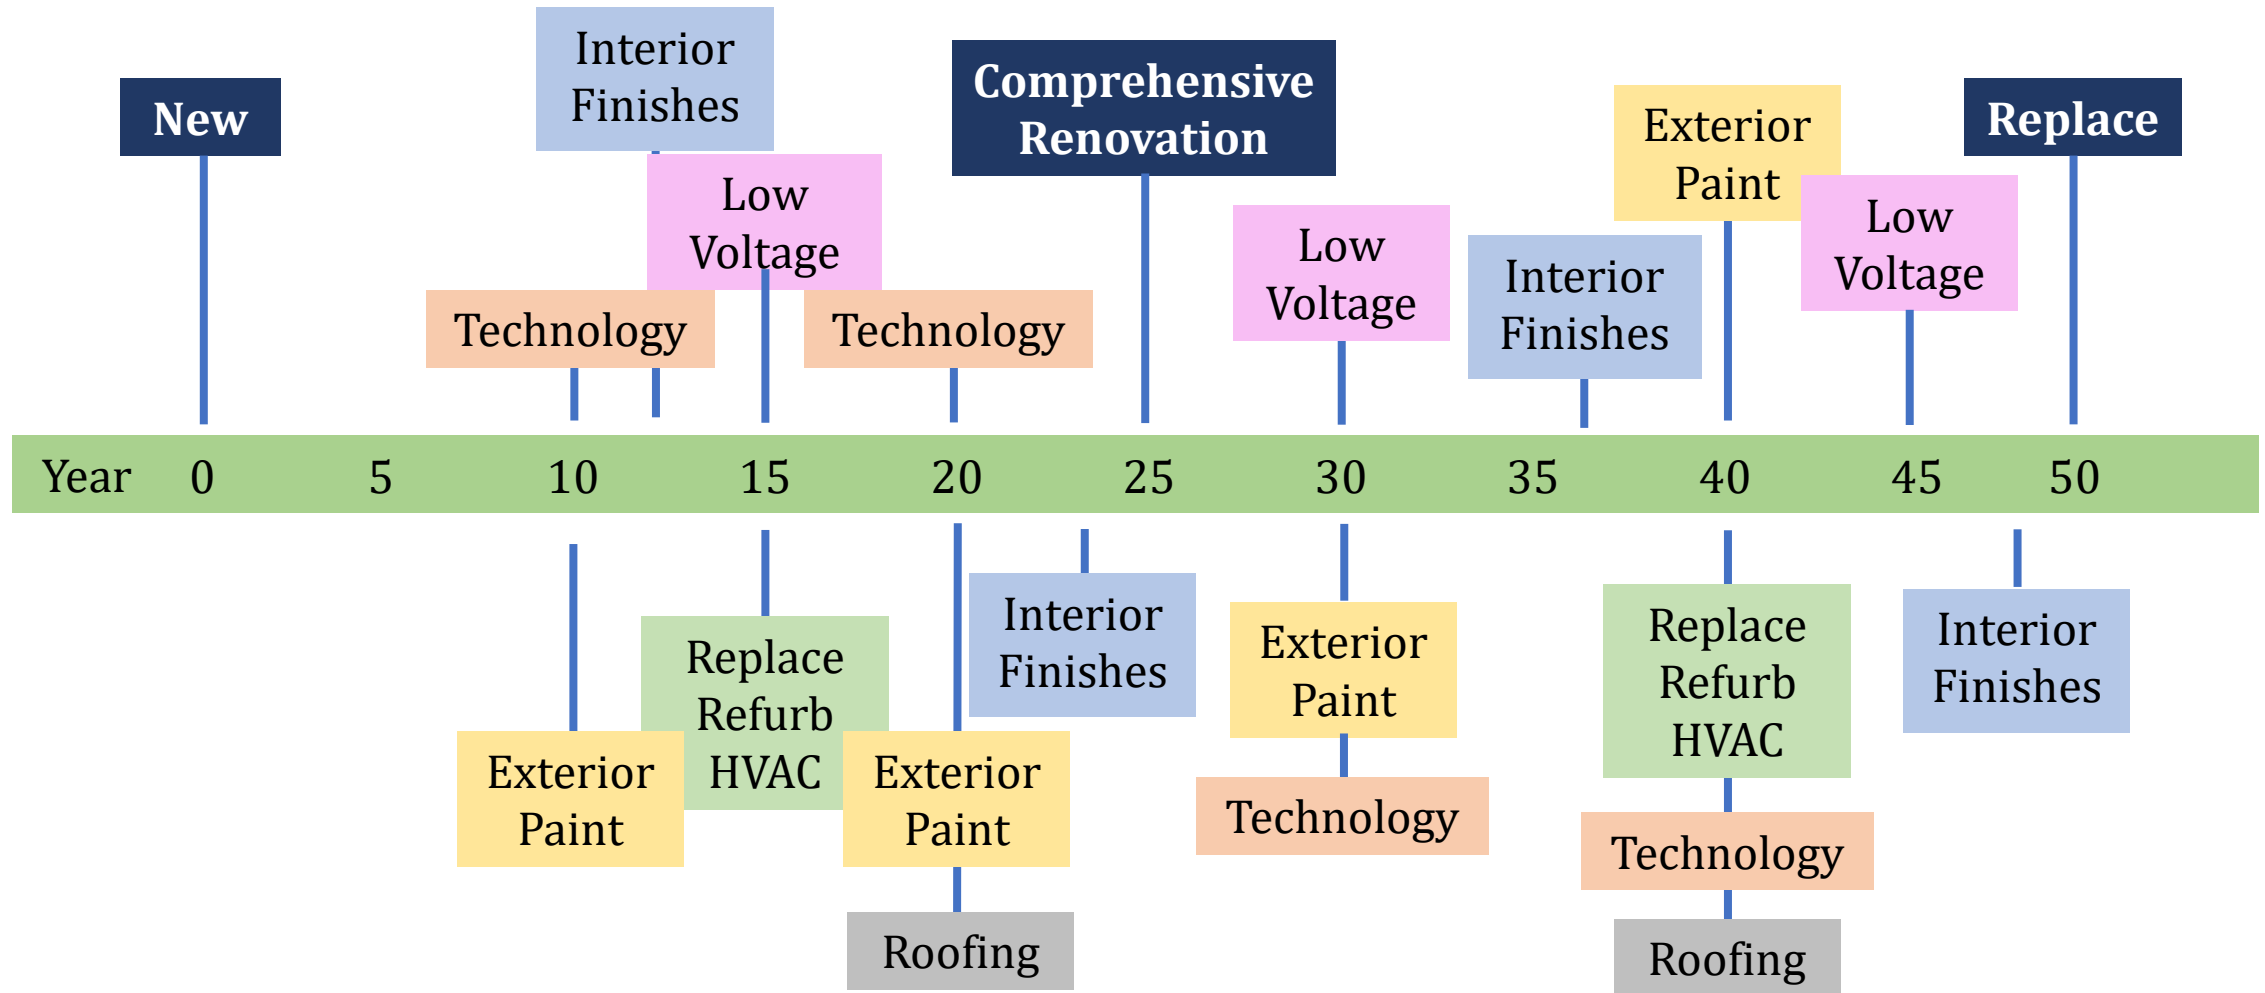 New
Interior
Finishes
Low
Voltage
Technology
Technology
Comprehensive
Renovation
Low
Voltage
Interior
Finishes
Exterior
Paint
Low
Voltage
Replace
Year 0 5 10 15 20 25 30 35 40 45 50
Exterior
Paint
Replace
Refurb
HVAC
Exterior
Paint
Roofing
Interior
Finishes
Exterior
Paint
Technology
Replace
Refurb
HVAC
Technology
Roofing
Interior
Finishes